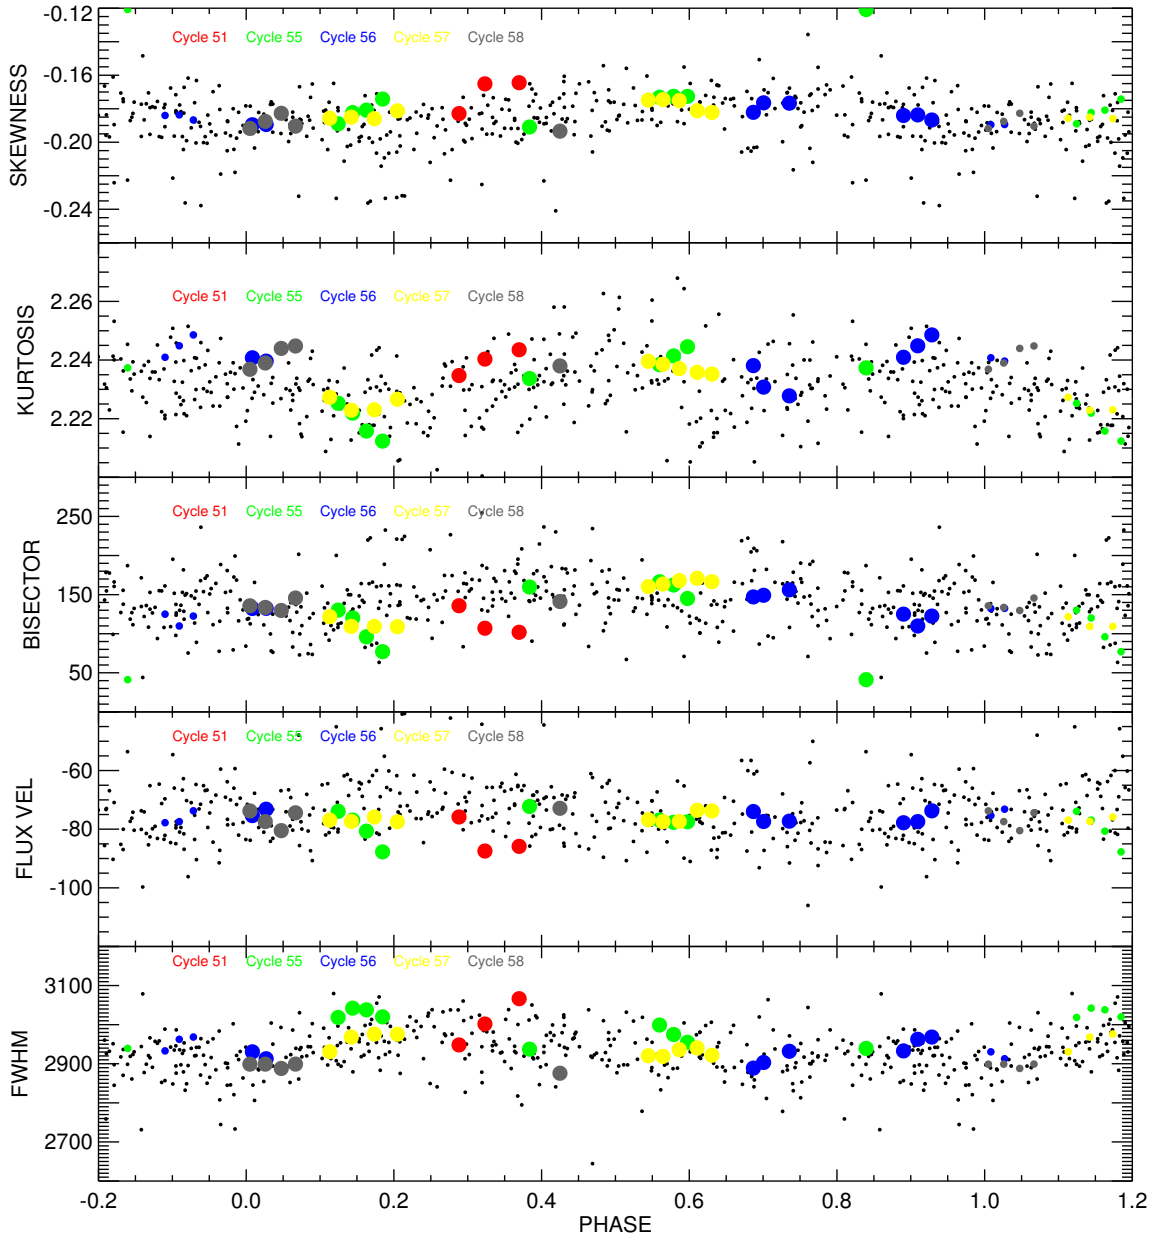 -0.12
Cycle 51 Cycle 55 Cycle 56 Cycle 57 Cycle 58
-0.16
SKEWNESS
-0.20
-0.24
2.26
Cycle 51 Cycle 55 Cycle 56 Cycle 57 Cycle 58
KURTOSIS
2.24
2.22
250
Cycle 51 Cycle 55 Cycle 56 Cycle 57 Cycle 58
BISECTOR
150
50
Cycle 51 Cycle 55 Cycle 56 Cycle 57 Cycle 58
-60
FLUX VEL
-80
-100
Cycle 51 Cycle 55 Cycle 56 Cycle 57 Cycle 58
3100
FWHM
2900
2700
-0.2 0.0 0.2 0.4 0.6 0.8 1.0 1.2
PHASE